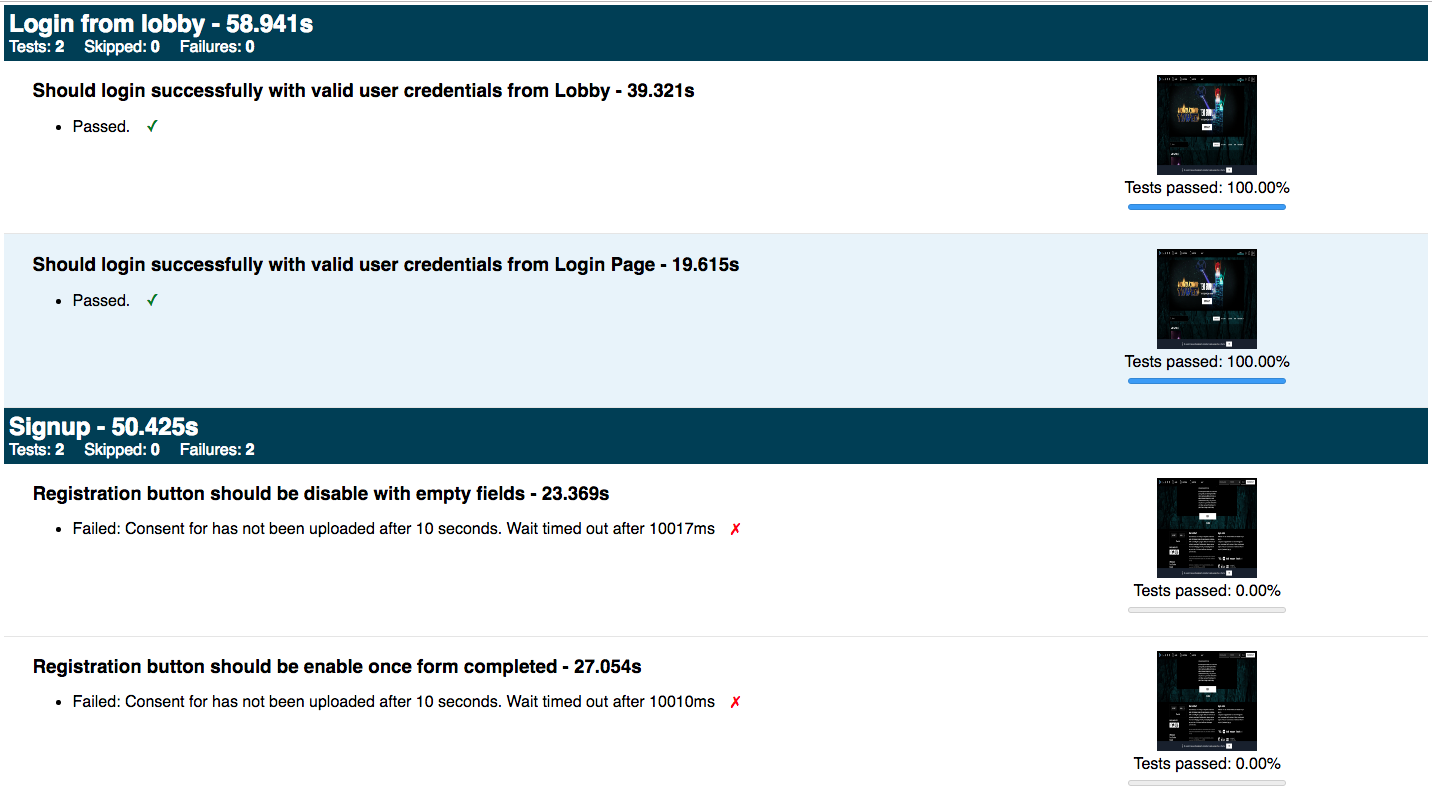 Login from lobby - 58.941s
Tests: 2 Skipped: 0 Failures: 0
Should login successfully with valid user credentials from Lobby - 39.321s
• Passed. ✓
Tests passed: 100.00%
Should login successfully with valid user credentials from Login Page - 19.615s
• Passed. ✓
Tests passed: 100.00%
Signup - 50.425s
Tests: 2 Skipped: 0 Failures: 2
Registration button should be disable with empty fields - 23.369s
• Failed: Consent for has not been uploaded after 10 seconds. Wait timed out after 10017ms ✗
Tests passed: 0.00%
Registration button should be enable once form completed - 27.054s
• Failed: Consent for has not been uploaded after 10 seconds. Wait timed out after 10010ms ✗
Tests passed: 0.00%